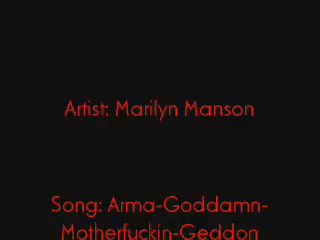 Artist: Marilyn Manson
Song: Arma-Goddamn-
Motherfuckin-Geddon